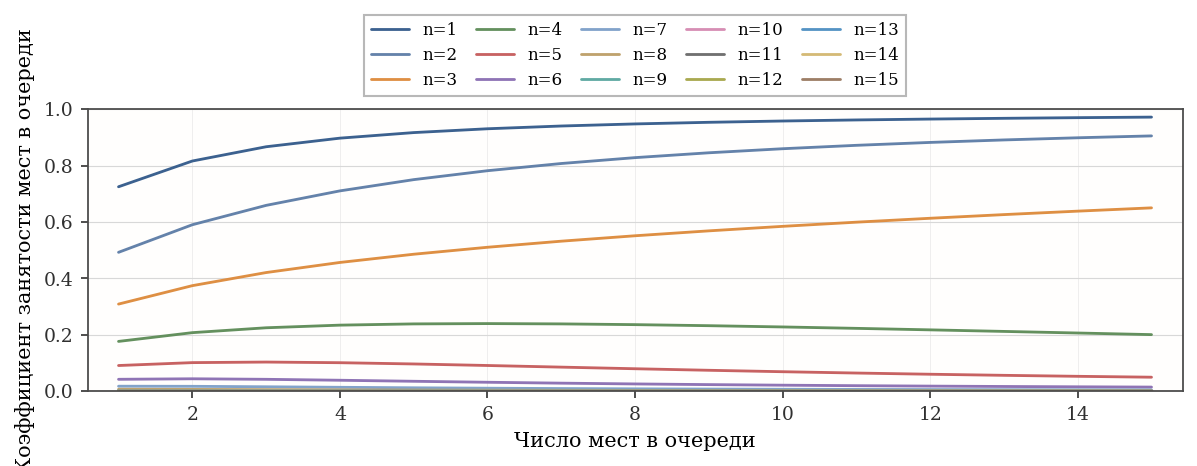 n=1 n=4 n=7 n=10 n=13
n=2 n=5 n=8 n=11 n=14
n=3 n=6 n=9 n=12 n=15
Коэффициент занятости мест в очереди
1.0
0.8
0.6
0.4
0.2
0.0
2 4 6 8 10 12 14
Число мест в очереди